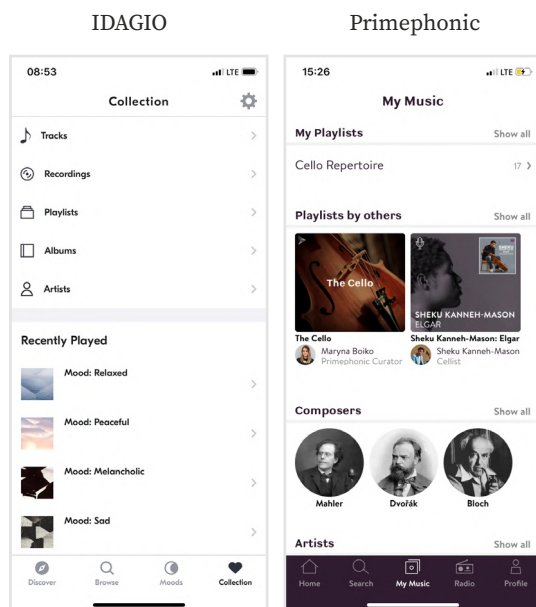 IDAGIO
08:53
LTE
Collection
Tracks
Recordings
Playlists
Albums
Artists
Recently Played
Mood: Relaxed
Mood: Peaceful
Mood: Melancholic
Mood: Sad
Discover Browse Moods Collection
Primephonic
15:26
LTE
My Music
My Playlists Show all
Cello Repertoire 17
Playlists by others Show all
The Cello
SHEKU
KANNEH-MASON
SHEKU KANNEH-MASON
ELGAR
The Cello
Maryna Boiko
Primephonic Curator
Sheku Kanneh-Mason: Elgar
Sheku Kanneh-Mason
Cellist
Composers Show all
Mahler Dvořák Bloch
Artists Show all
Home Search My Music Radio Profile